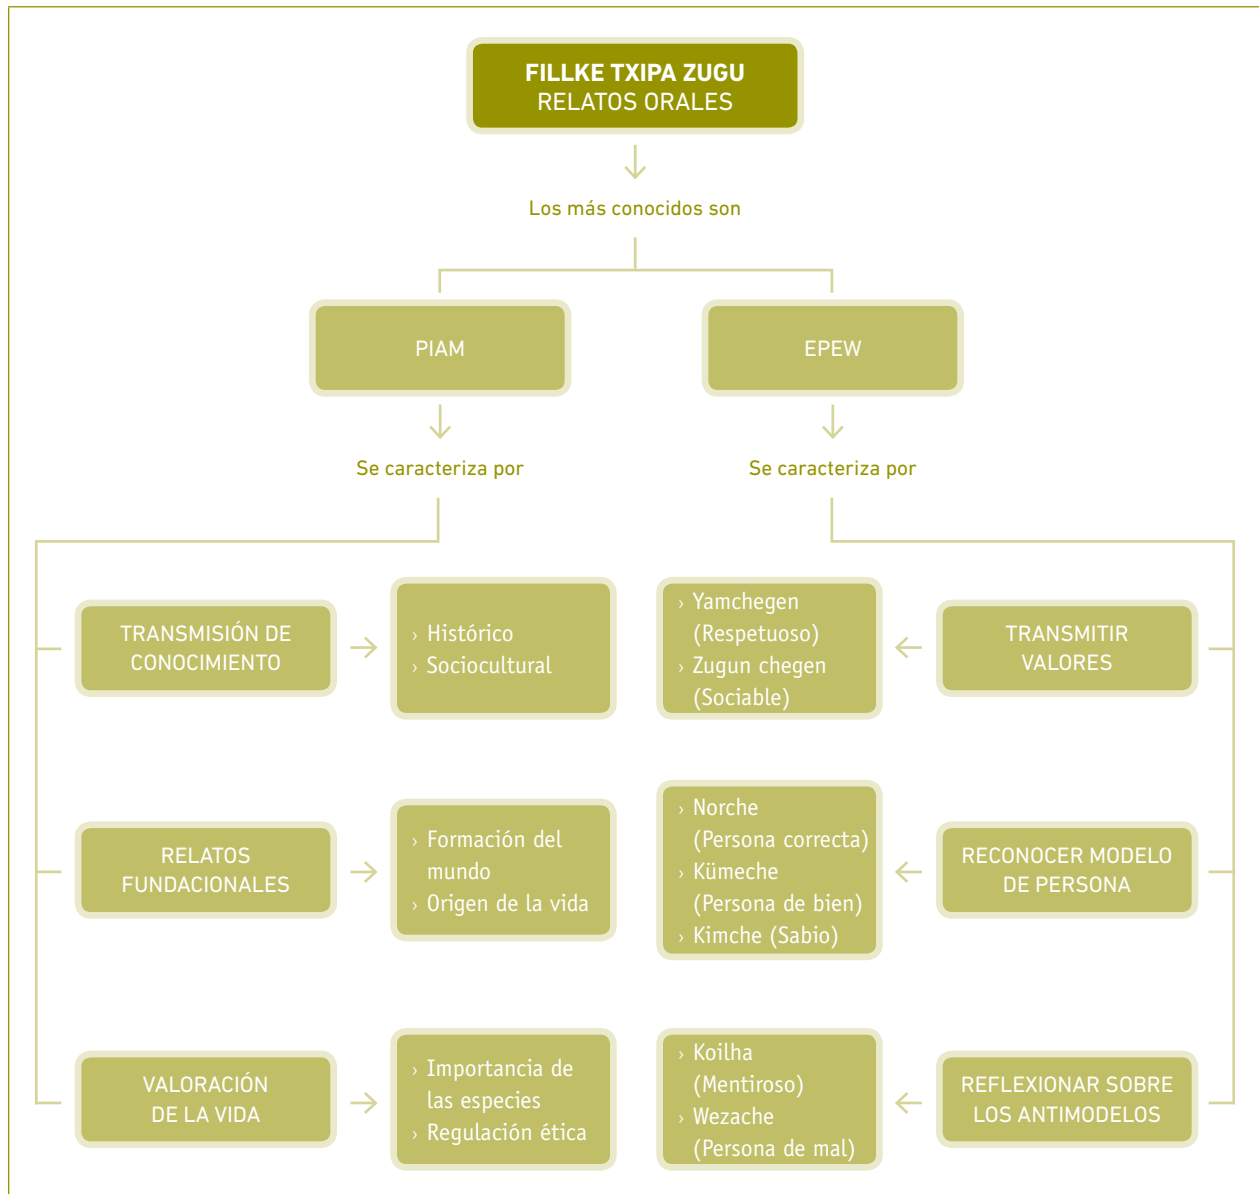 FILLKE TXIPA ZUGU
RELATOS ORALES
Los más conocidos son
PIAM
EPEW
Se caracteriza por
Se caracteriza por
TRANSMISIÓN DE
CONOCIMIENTO
› Histórico
› Sociocultural
› Yamchegen
(Respetuoso)
› Zugun chegen
(Sociable)
TRANSMITIR
VALORES
RELATOS
FUNDACIONALES
› Formación del
mundo
› Origen de la vida
› Norche
(Persona correcta)
› Kümeche
(Persona de bien)
› Kimche (Sabio)
RECONOCER MODELO
DE PERSONA
VALORACIÓN
DE LA VIDA
› Importancia de
las especies
› Regulación ética
› Koilha
(Mentiroso)
› Wezache
(Persona de mal)
REFLEXIONAR SOBRE
LOS ANTIMODELOS